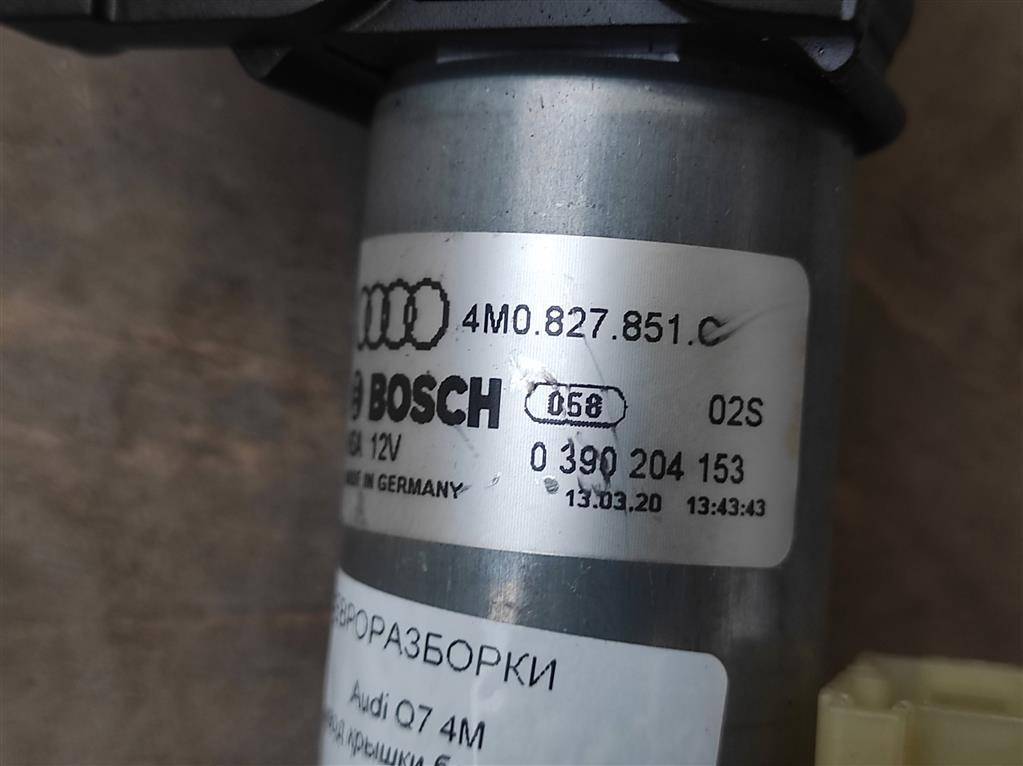 4M0.827.851.C
BOSCH 058 02S
12V 0 390 204 153
IN GERMANY 13.03.20 13:43:43
ЕВРОРАЗБОРКИ
Audi Q7 4M
крышки